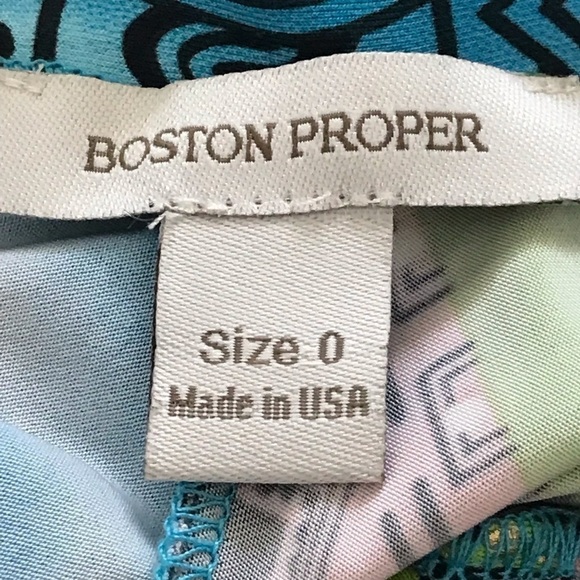 BOSTON PROPER
Size 0
Made in USA